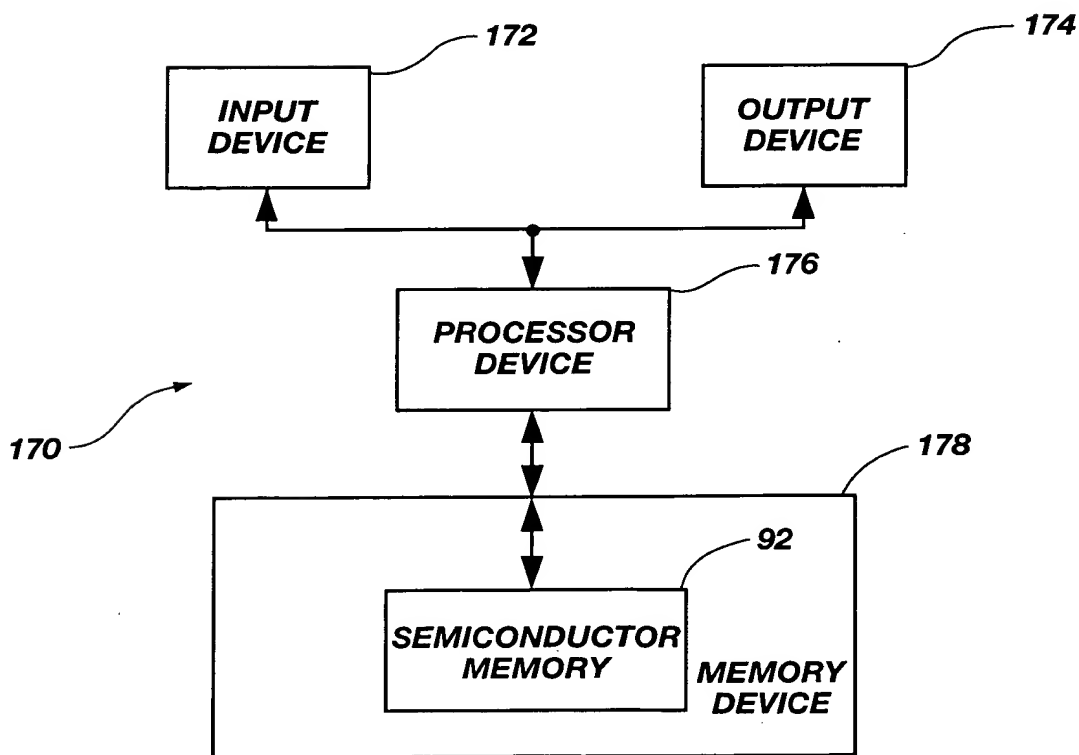 172
174
INPUT
DEVICE
OUTPUT
DEVICE
176
PROCESSOR
DEVICE
170
178
92
SEMICONDUCTOR
MEMORY
MEMORY
DEVICE